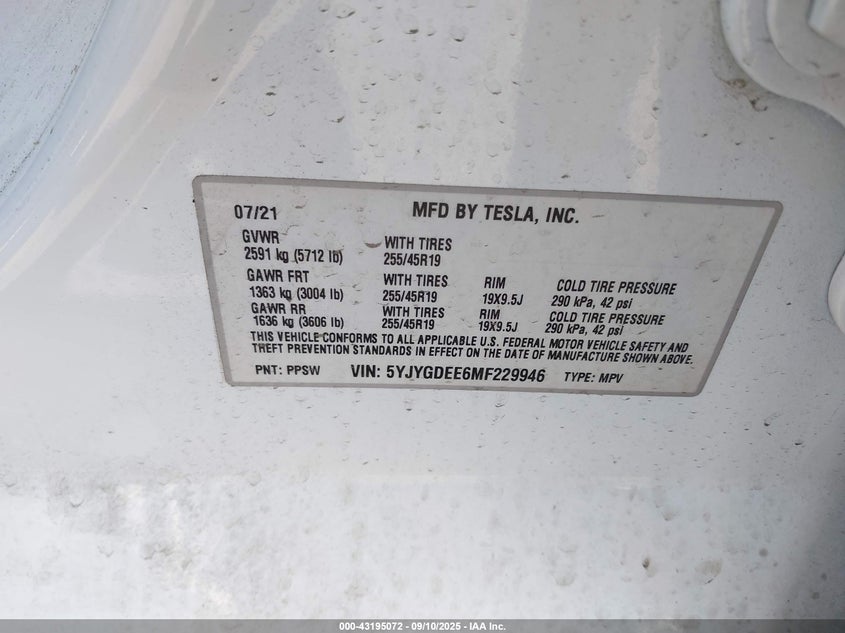 07/21 MFD BY TESLA, INC.
GVWR
2591 kg (5712 lb) WITH TIRES 255/45R19
GAWR FRT WITH TIRES RIM COLD TIRE PRESSURE
1363 kg (3004 lb) 255/45R19 19X9.5J 290 kPa, 42 psi
GAWR RR WITH TIRES RIM COLD TIRE PRESSURE
1636 kg (3606 lb) 255/45R19 19X9.5J 290 kPa, 42 psi
THIS VEHICLE CONFORMS TO ALL APPLICABLE U.S. FEDERAL MOTOR VEHICLE SAFETY AND
THEFT PREVENTION STANDARDS IN EFFECT ON THE DATE OF MANUFACTURE SHOWN ABOVE.
PNT: PPSW VIN: 5YJYGDEE6MF229946 TYPE: MPV
000-43195072 - 09/10/2025 - IAA Inc.